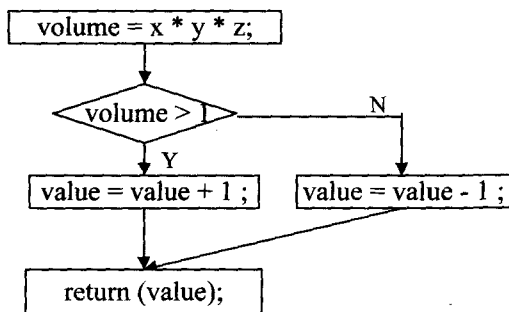 volume = x * y * z;
volume > 1
N
Y
value = value + 1 ;
value = value - 1 ;
return (value);